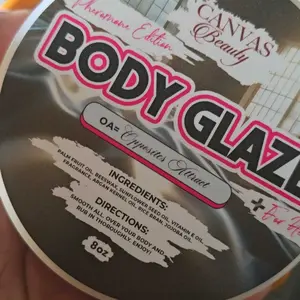 CANVAS
Beauty
Pheromone Edition
BODY GLAZE
OA= Opposites Attract
INGREDIENTS:
PALM FRUIT OIL, BEESWAX, SUNFLOWER SEED OIL, VITAMIN E OIL,
FRAGRANCE, ARGAN KERNEL OIL, RICE BRAN, JOJOBA OIL.
DIRECTIONS:
SMOOTH ALL OVER YOUR BODY AND
RUB IN THOROUGHLY. ENJOY!
8oz